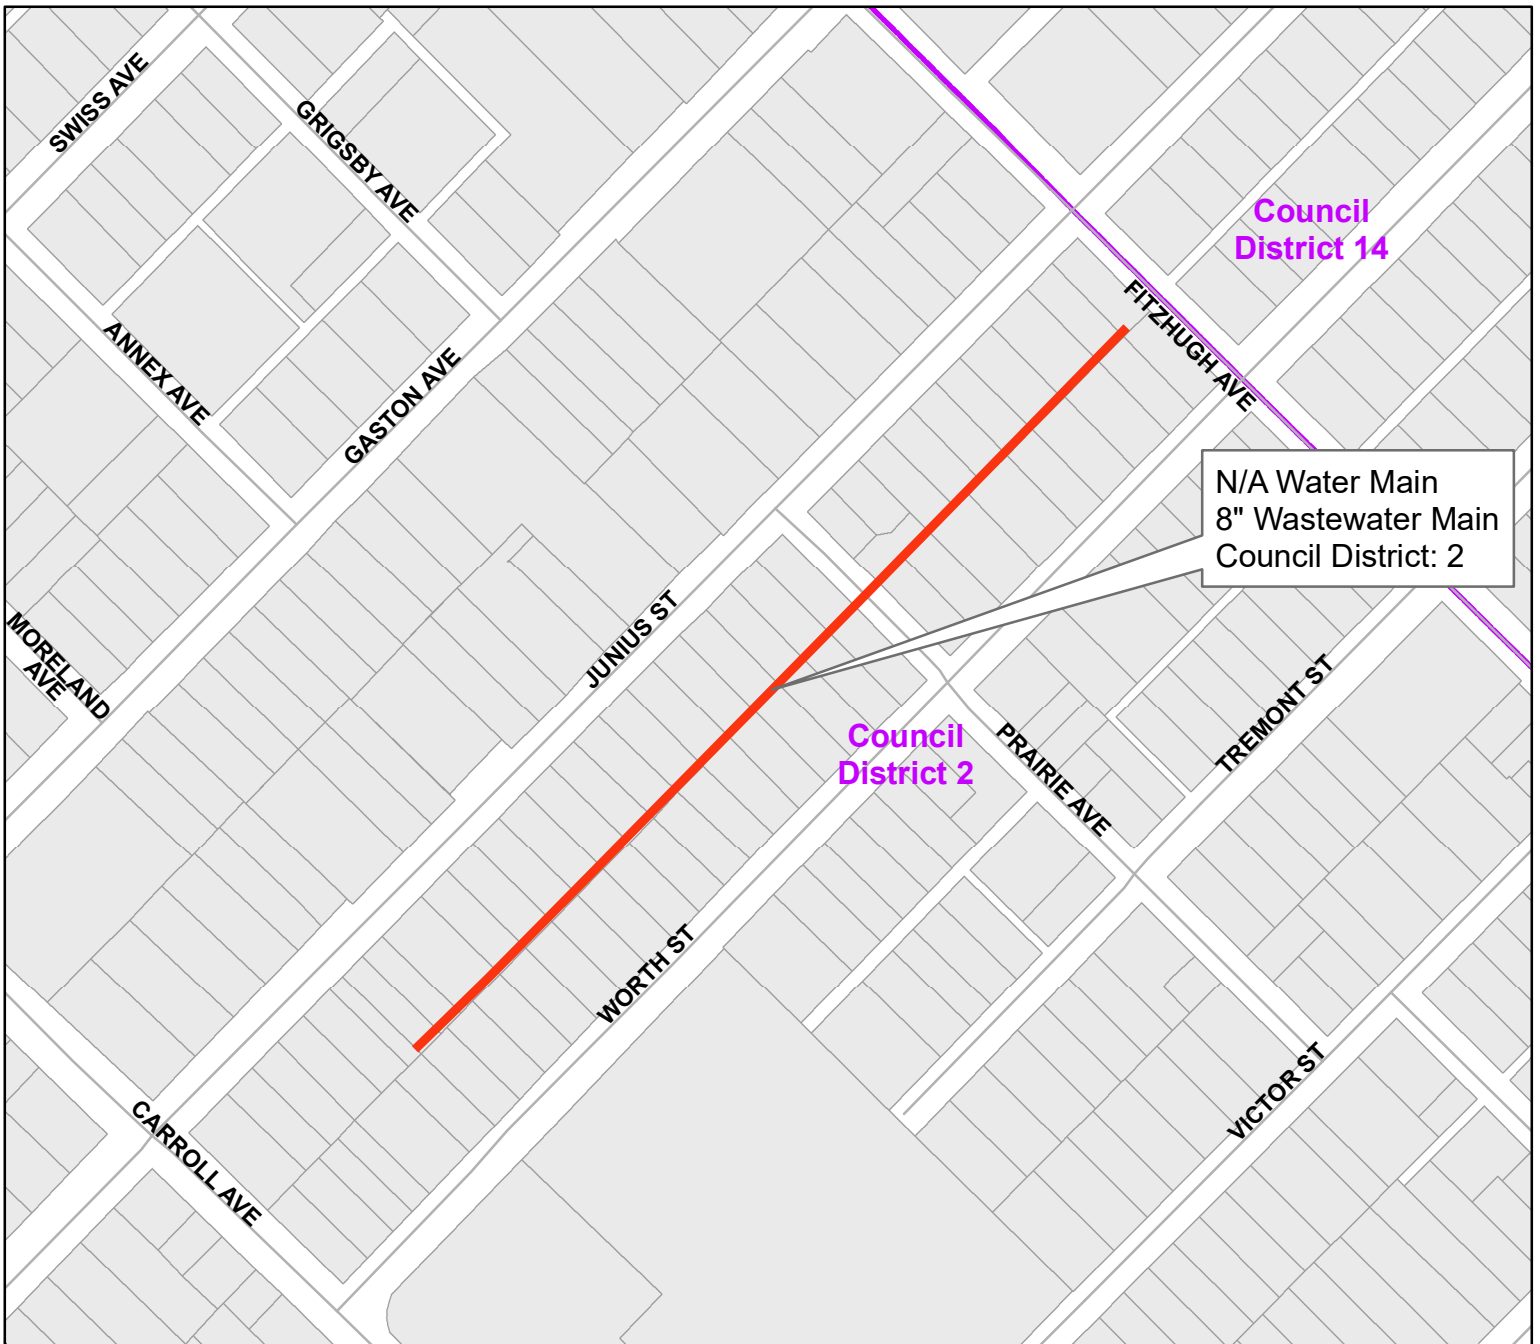 SWISS AVE
GRIGSBY AVE
Council
District 14
FITZHUGH AVE
ANNEX AVE
GASTON AVE
N/A Water Main
8" Wastewater Main
Council District: 2
MORELAND
AVE
JUNIUS ST
Council
District 2
PRAIRIE AVE
TREMONT ST
WORTH ST
VICTOR ST
CARROLL AVE